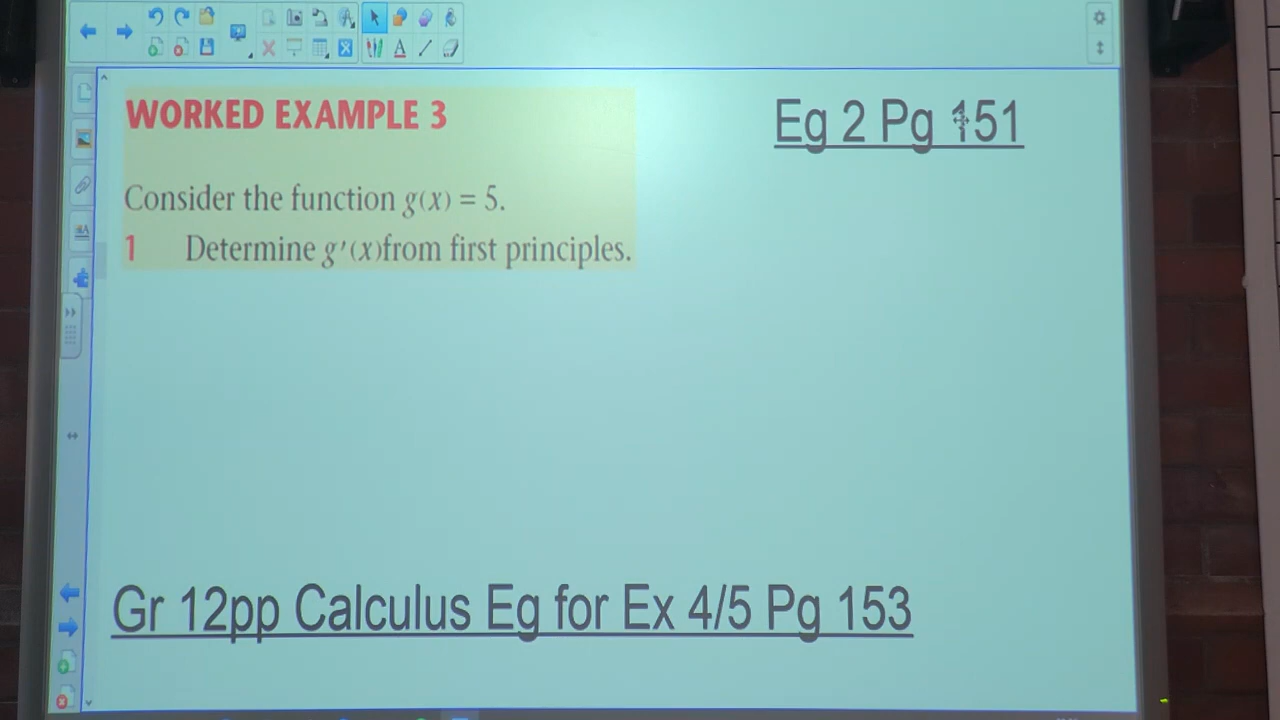 WORKED EXAMPLE 3
Eg 2 Pg 151
Consider the function g(x) = 5.
1 Determine g'(x)from first principles.
Gr 12pp Calculus Eg for Ex 4/5 Pg 153